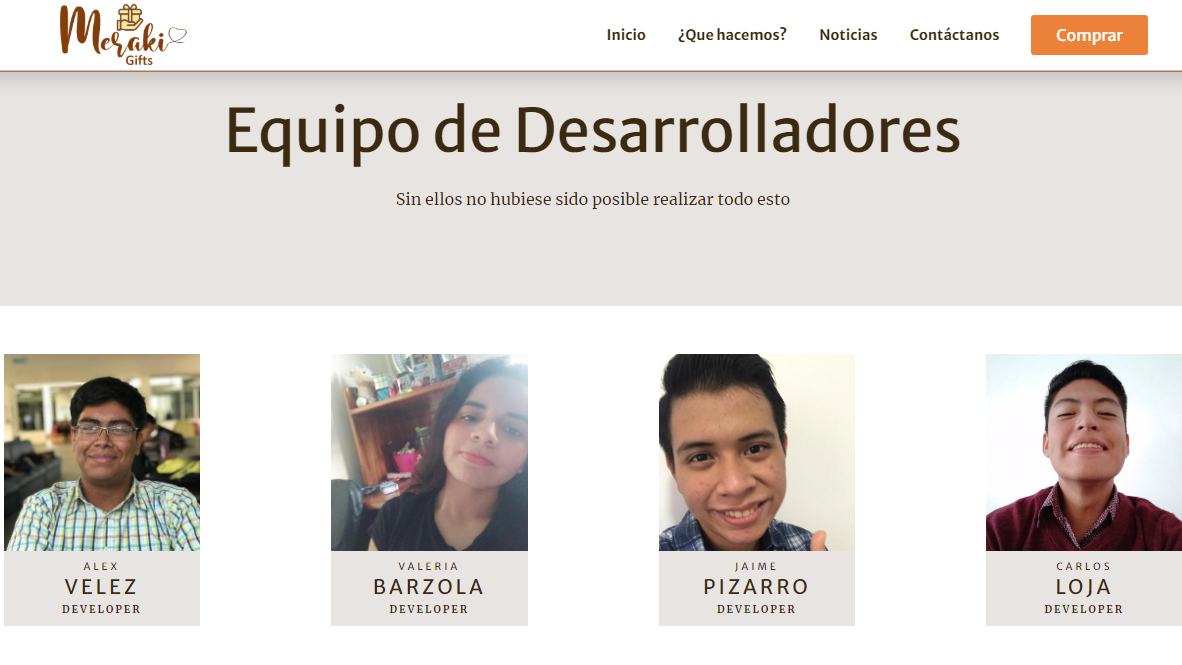 Meraki
Gifts
Inicio
¿Que hacemos?
Noticias
Contáctanos
Comprar
Equipo de Desarrolladores
Sin ellos no hubiese sido posible realizar todo esto
ALEX
VELEZ
DEVELOPER
VALERIA
BARZOLA
DEVELOPER
JAIME
PIZARRO
DEVELOPER
CARLOS
LOJA
DEVELOPER